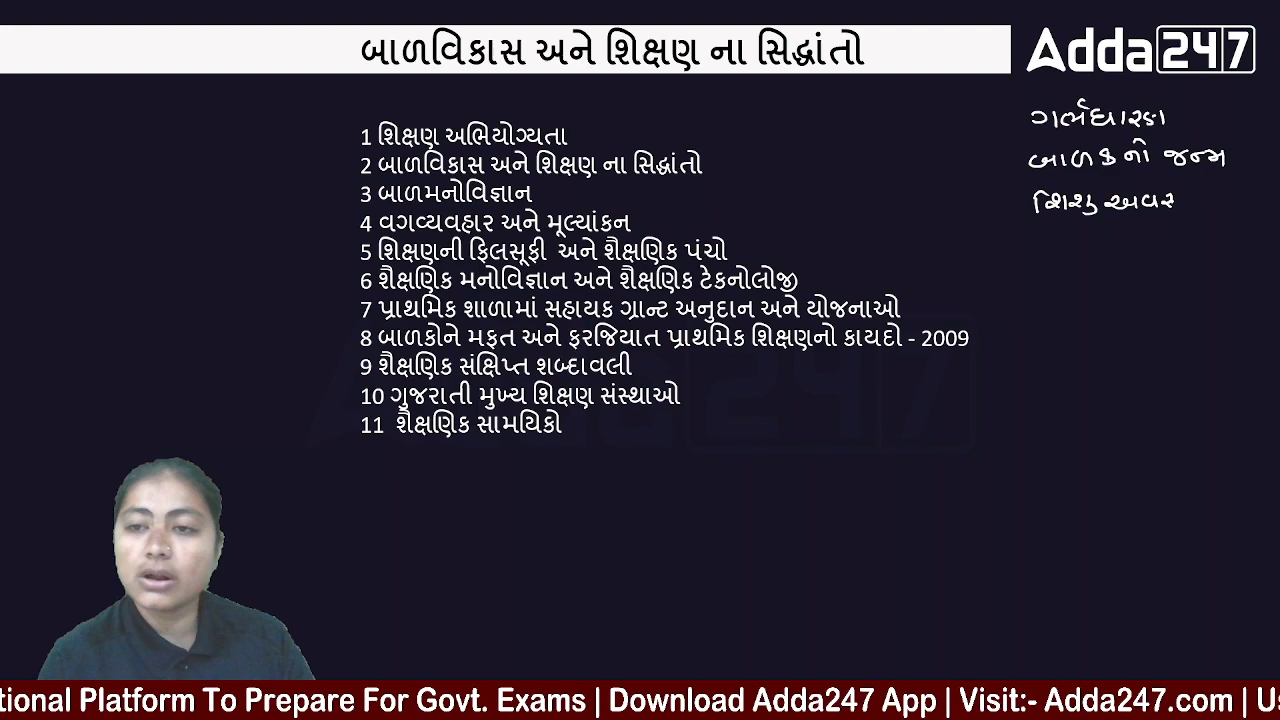 બાળવિકાસ અને શિક્ષણ ના સિદ્ધાંતો
Adda247
1 શિક્ષણ અભિયોગ્યતા
2 બાળવિકાસ અને શિક્ષણ ના સિદ્ધાંતો
3 બાળમનોવિજ્ઞાન
4 વગવ્યવહાર અને મૂલ્યાંકન
5 શિક્ષણની ફિલસૂફી અને શૈક્ષણિક પંચો
6 શૈક્ષણિક મનોવિજ્ઞાન અને શૈક્ષણિક ટેકનોલોજી
7 પ્રાથમિક શાળામાં સહાયક ગ્રાન્ટ અનુદાન અને યોજનાઓ
8 બાળકોને મફત અને ફરજિયાત પ્રાથમિક શિક્ષણનો કાયદો - 2009
9 શૈક્ષણિક સંક્ષિપ્ત શબ્દાવલી
10 ગુજરાતી મુખ્ય શિક્ષણ સંસ્થાઓ
11 શૈક્ષણિક સામયિકો
બાળકનો જન્મ
શિશુઅવસ
tional Platform To Prepare For Govt. Exams | Download Adda247 App | Visit:- Adda247.com | Us